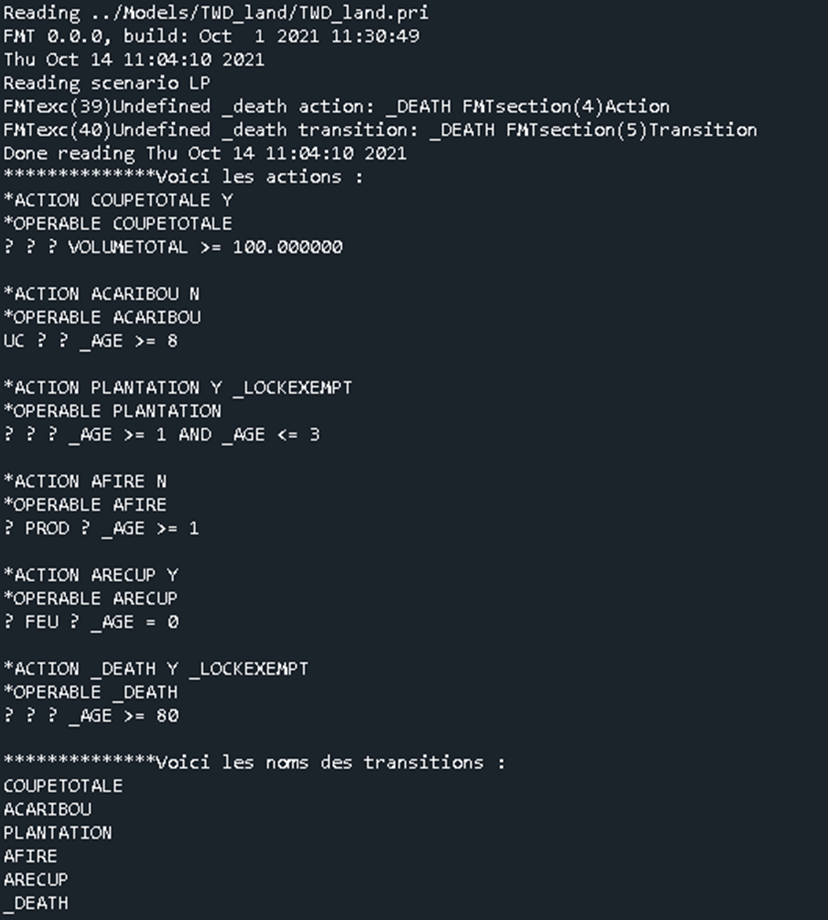 Reading ../Models/TWD_land/TWD_land.pri
FMT 0.0.0, build: Oct  1 2021 11:30:49
Thu Oct 14 11:04:10 2021
Reading scenario LP
FMTexc(39)Undefined _death action: _DEATH FMTsection(4)Action
FMTexc(40)Undefined _death transition: _DEATH FMTsection(5)Transition
Done reading Thu Oct 14 11:04:10 2021
**************Voici les actions :
*ACTION COUPETOTALE Y
*OPERABLE COUPETOTALE
? ? ? VOLUMETOTAL >= 100.000000
*ACTION ACARIBOU N
*OPERABLE ACARIBOU
UC ? ? _AGE >= 8
*ACTION PLANTATION Y _LOCKEXEMPT
*OPERABLE PLANTATION
? ? ? _AGE >= 1 AND _AGE <= 3
*ACTION AFIRE N
*OPERABLE AFIRE
? PROD ? _AGE >= 1
*ACTION ARECUP Y
*OPERABLE ARECUP
? FEU ? _AGE = 0
*ACTION _DEATH Y _LOCKEXEMPT
*OPERABLE _DEATH
? ? ? _AGE >= 80
**************Voici les noms des transitions :
COUPETOTALE
ACARIBOU
PLANTATION
AFIRE
ARECUP
_DEATH